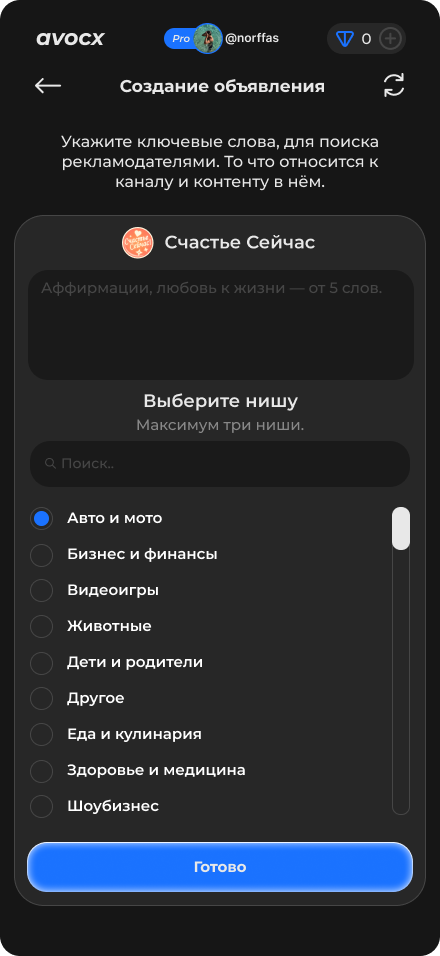 avocx
Pro @norffas 0
Создание объявления
Укажите ключевые слова, для поиска
рекламодателями. То что относится к
каналу и контенту в нём.
Счастье Сейчас
Счастье Сейчас
Аффирмации, любовь к жизни — от 5 слов.
Выберите нишу
Максимум три ниши.
Поиск..
Авто и мото
Бизнес и финансы
Видеоигры
Животные
Дети и родители
Другое
Еда и кулинария
Здоровье и медицина
Шоубизнес
Готово